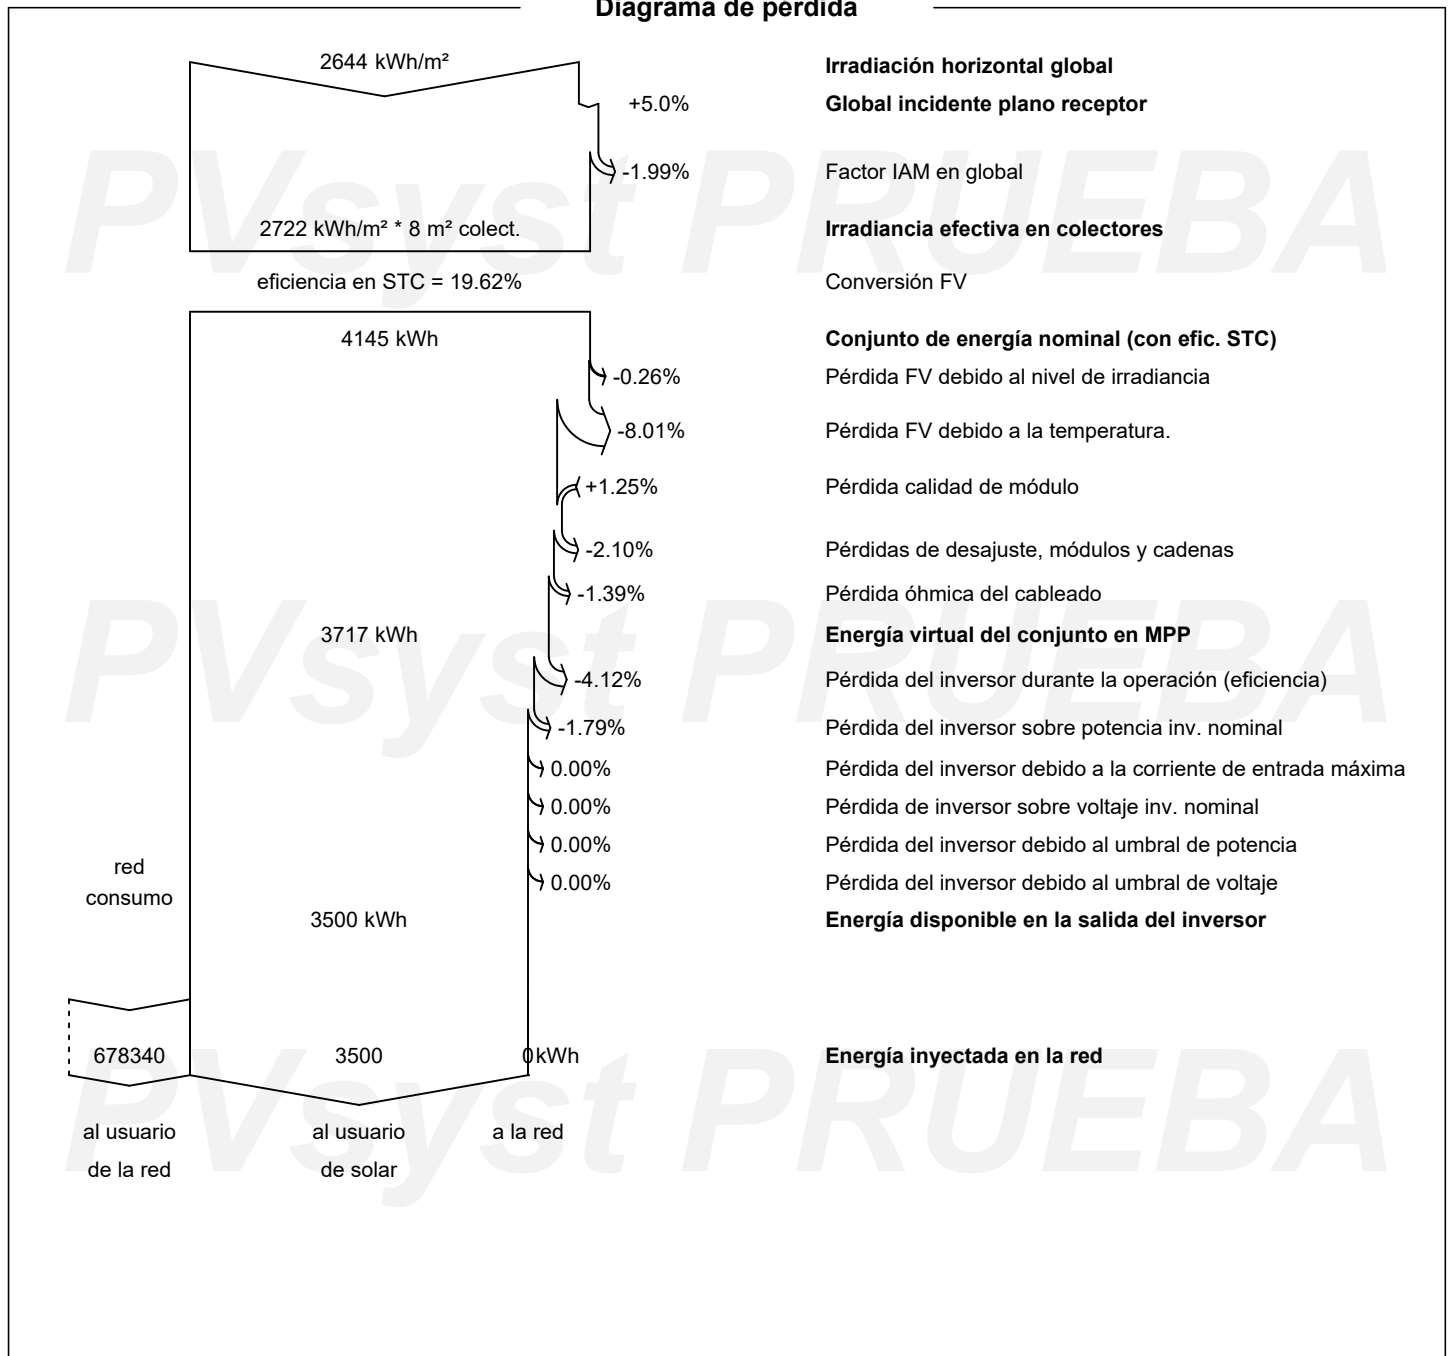 Diagrama de pérdida
2644 kWh/m²
Irradiación horizontal global
+5.0%
Global incidente plano receptor
-1.99%
Factor IAM en global
2722 kWh/m² * 8 m² colect.
Irradiancia efectiva en colectores
eficiencia en STC = 19.62%
Conversión FV
4145 kWh
Conjunto de energía nominal (con efic. STC)
-0.26%
Pérdida FV debido al nivel de irradiancia
-8.01%
Pérdida FV debido a la temperatura.
+1.25%
Pérdida calidad de módulo
-2.10%
Pérdidas de desajuste, módulos y cadenas
-1.39%
Pérdida óhmica del cableado
3717 kWh
Energía virtual del conjunto en MPP
-4.12%
Pérdida del inversor durante la operación (eficiencia)
-1.79%
Pérdida del inversor sobre potencia inv. nominal
0.00%
Pérdida del inversor debido a la corriente de entrada máxima
0.00%
Pérdida de inversor sobre voltaje inv. nominal
0.00%
Pérdida del inversor debido al umbral de potencia
0.00%
Pérdida del inversor debido al umbral de voltaje
red
consumo
3500 kWh
Energía disponible en la salida del inversor
678340
3500
0kWh
Energía inyectada en la red
al usuario
de la red
al usuario
de solar
a la red
PVsyst PRUEBA
PVsyst PRUEBA
PVsyst PRUEBA